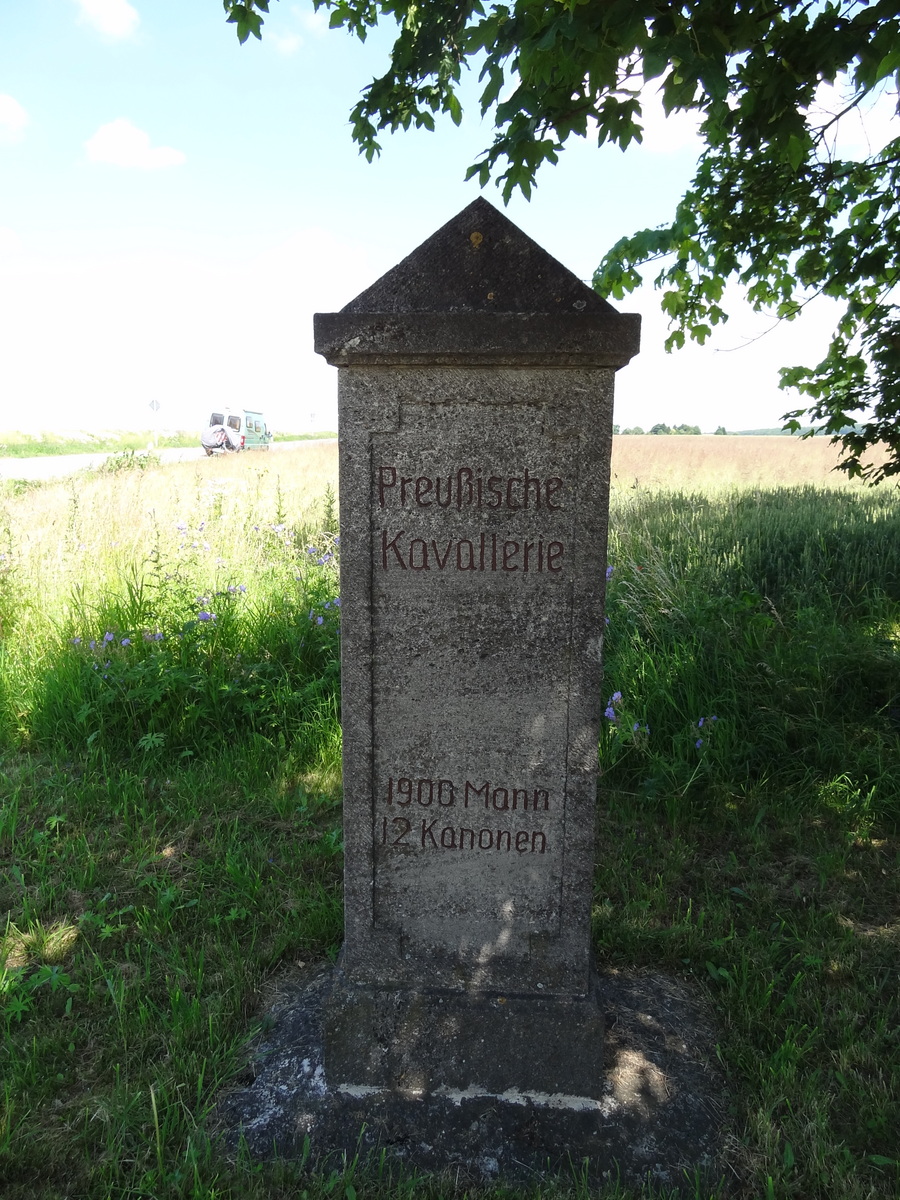 Preußische
Kavallerie
1900 Mann
12 Kanonen